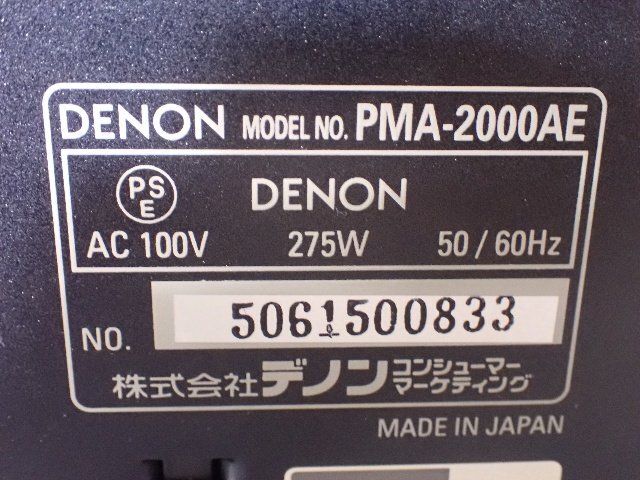 DENON MODEL NO. PMA-2000AE
PS
E
DENON
AC 100V 275W 50 / 60Hz
NO. 5061500833
株式会社デノン コンシューマー
マーケティング
MADE IN JAPAN